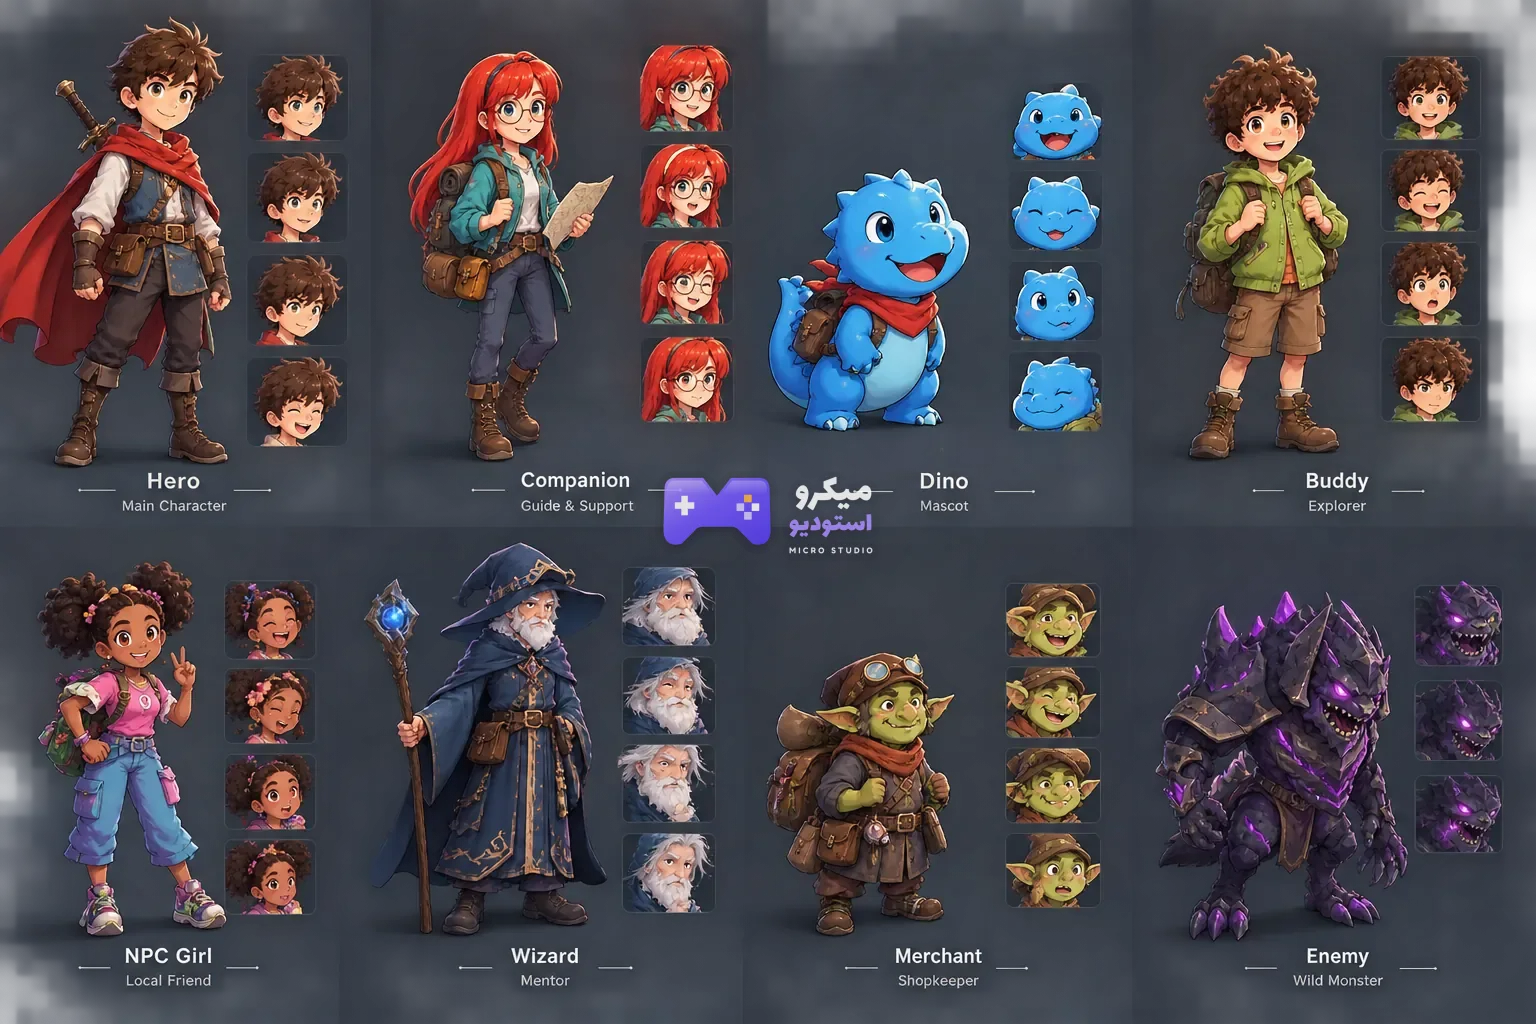 Hero
Main Character
Companion
Guide & Support
Dino
Mascot
Buddy
Explorer
میکرو
استودیو
MICRO STUDIO
NPC Girl
Local Friend
Wizard
Mentor
Merchant
Shopkeeper
Enemy
Wild Monster